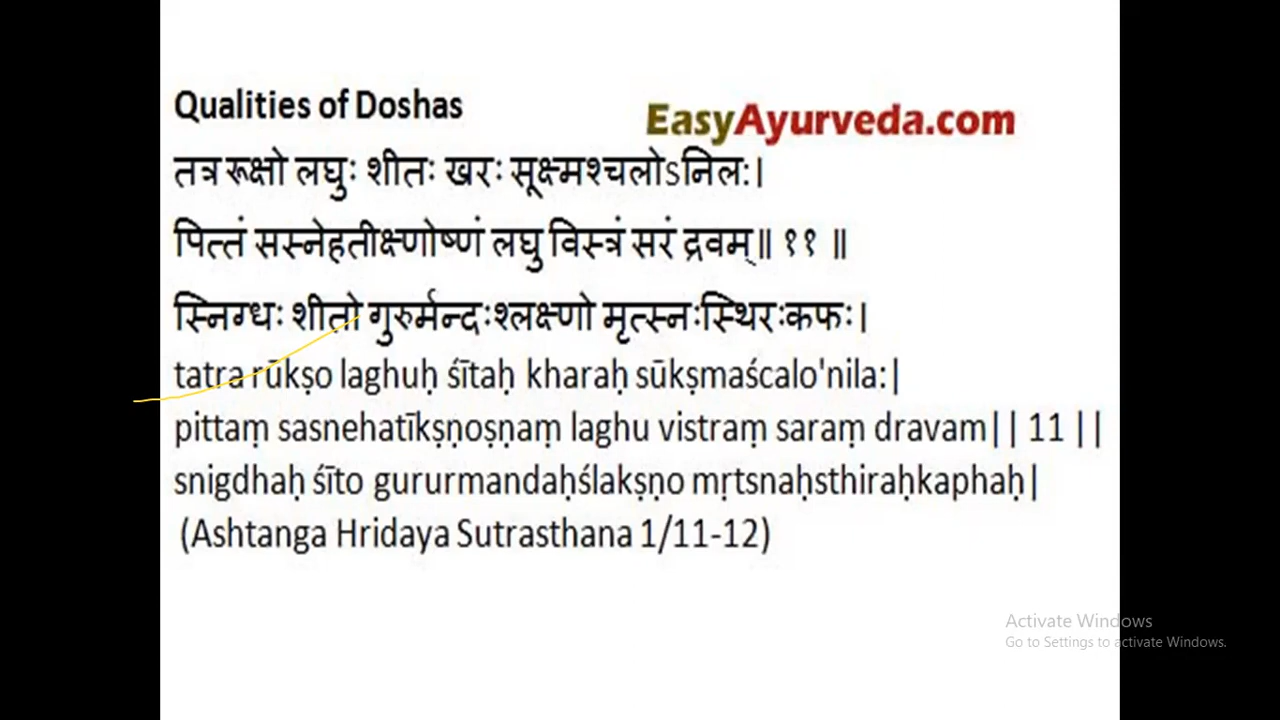 Qualities of Doshas
EasyAyurveda.com
तत्र रूक्षो लघुः शीतः खरः सूक्ष्मश्चलोऽनिल:।
पित्तं सस्नेहतीक्ष्णोष्णं लघु विस्त्रं सरं द्रवम्॥ ११ ॥
स्निग्धः शीतो गुरुर्मन्दःश्लक्ष्णो मृत्स्नःस्थिरःकफः।
tatra rūkṣo laghuḥ śītaḥ kharaḥ sūkṣmaścalo'nila:|
pittaṃ sasnehatīkṣṇoṣṇaṃ laghu vistraṃ saraṃ dravam|| 11 ||
snigdhaḥ śīto gururmandaḥślakṣṇo mṛtsnaḥsthiraḥkaphaḥ|
(Ashtanga Hridaya Sutrasthana 1/11-12)
Activate Windows
Go to Settings to activate Windows.